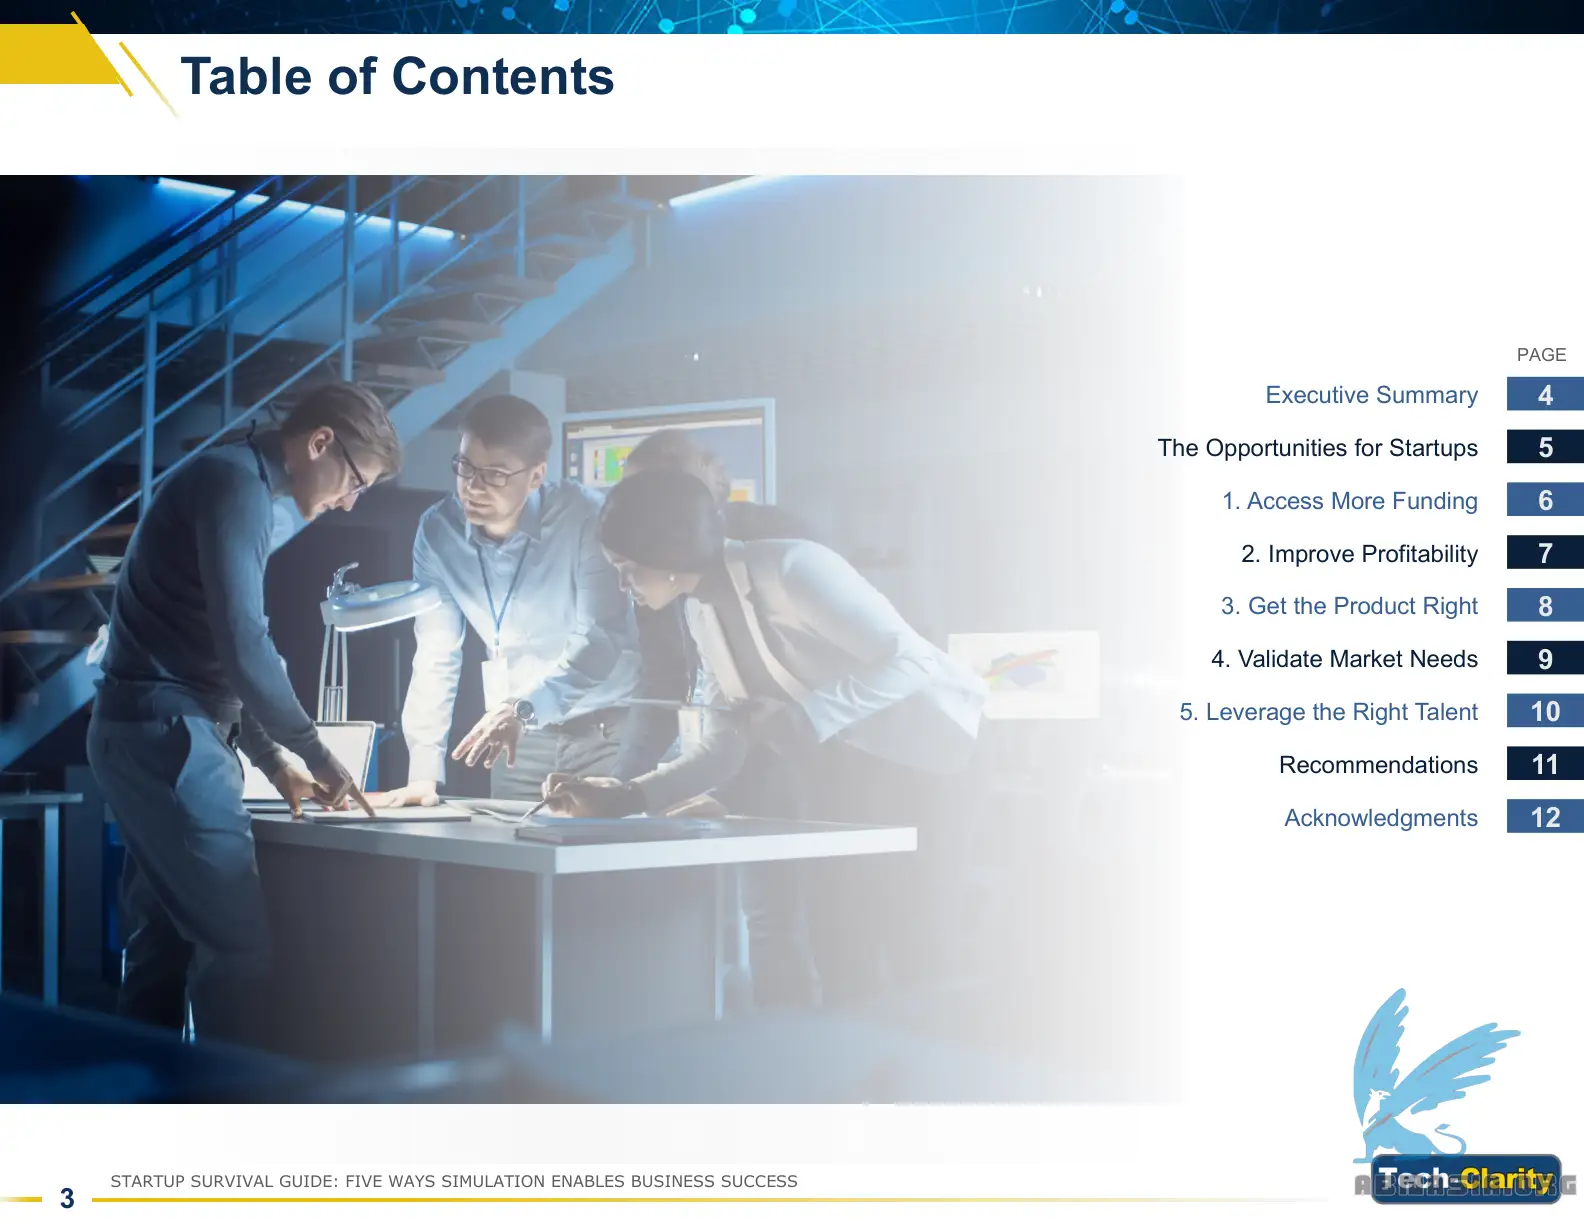 Table of Contents
PAGE
Executive Summary 4
The Opportunities for Startups 5
1. Access More Funding 6
2. Improve Profitability 7
3. Get the Product Right 8
4. Validate Market Needs 9
5. Leverage the Right Talent 10
Recommendations 11
Acknowledgments 12
STARTUP SURVIVAL GUIDE: FIVE WAYS SIMULATION ENABLES BUSINESS SUCCESS
3
Tech-Clarity